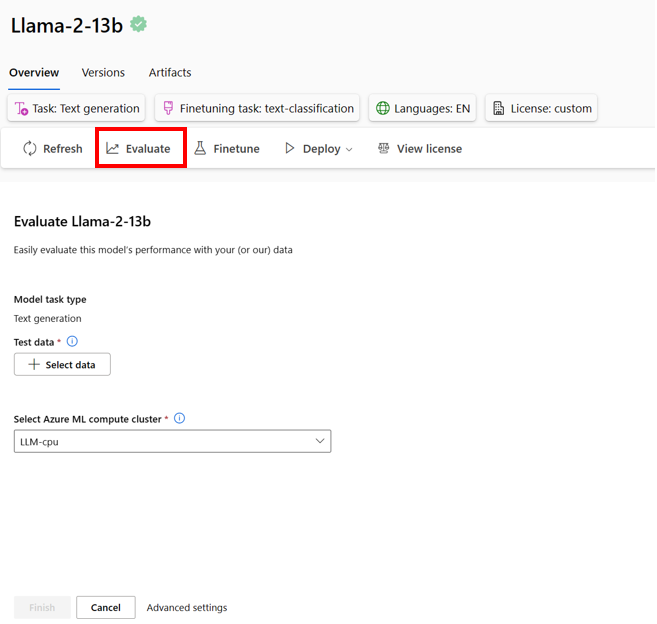 Llama-2-13b
Overview Versions Artifacts
Task: Text generation Finetuning task: text-classification Languages: EN License: custom
Refresh Evaluate Finetune Deploy View license
Evaluate Llama-2-13b
Easily evaluate this model's performance with your (or our) data
Model task type
Text generation
Test data *
Select data
Select Azure ML compute cluster *
LLM-cpu
Finish Cancel Advanced settings